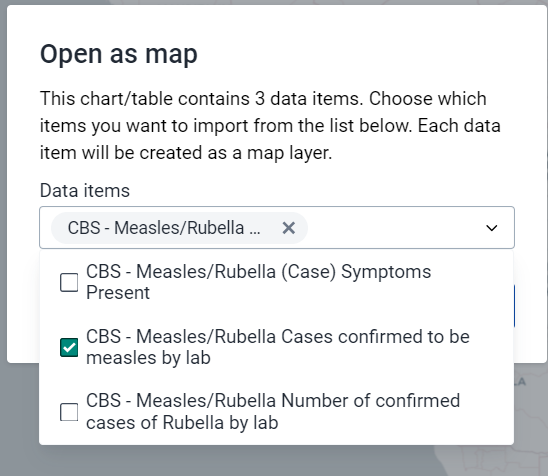 Open as map
This chart/table contains 3 data items. Choose which
items you want to import from the list below. Each data
item will be created as a map layer.
Data items
CBS - Measles/Rubella ...
CBS - Measles/Rubella (Case) Symptoms
Present
CBS - Measles/Rubella Cases confirmed to be
measles by lab
CBS - Measles/Rubella Number of confirmed
cases of Rubella by lab